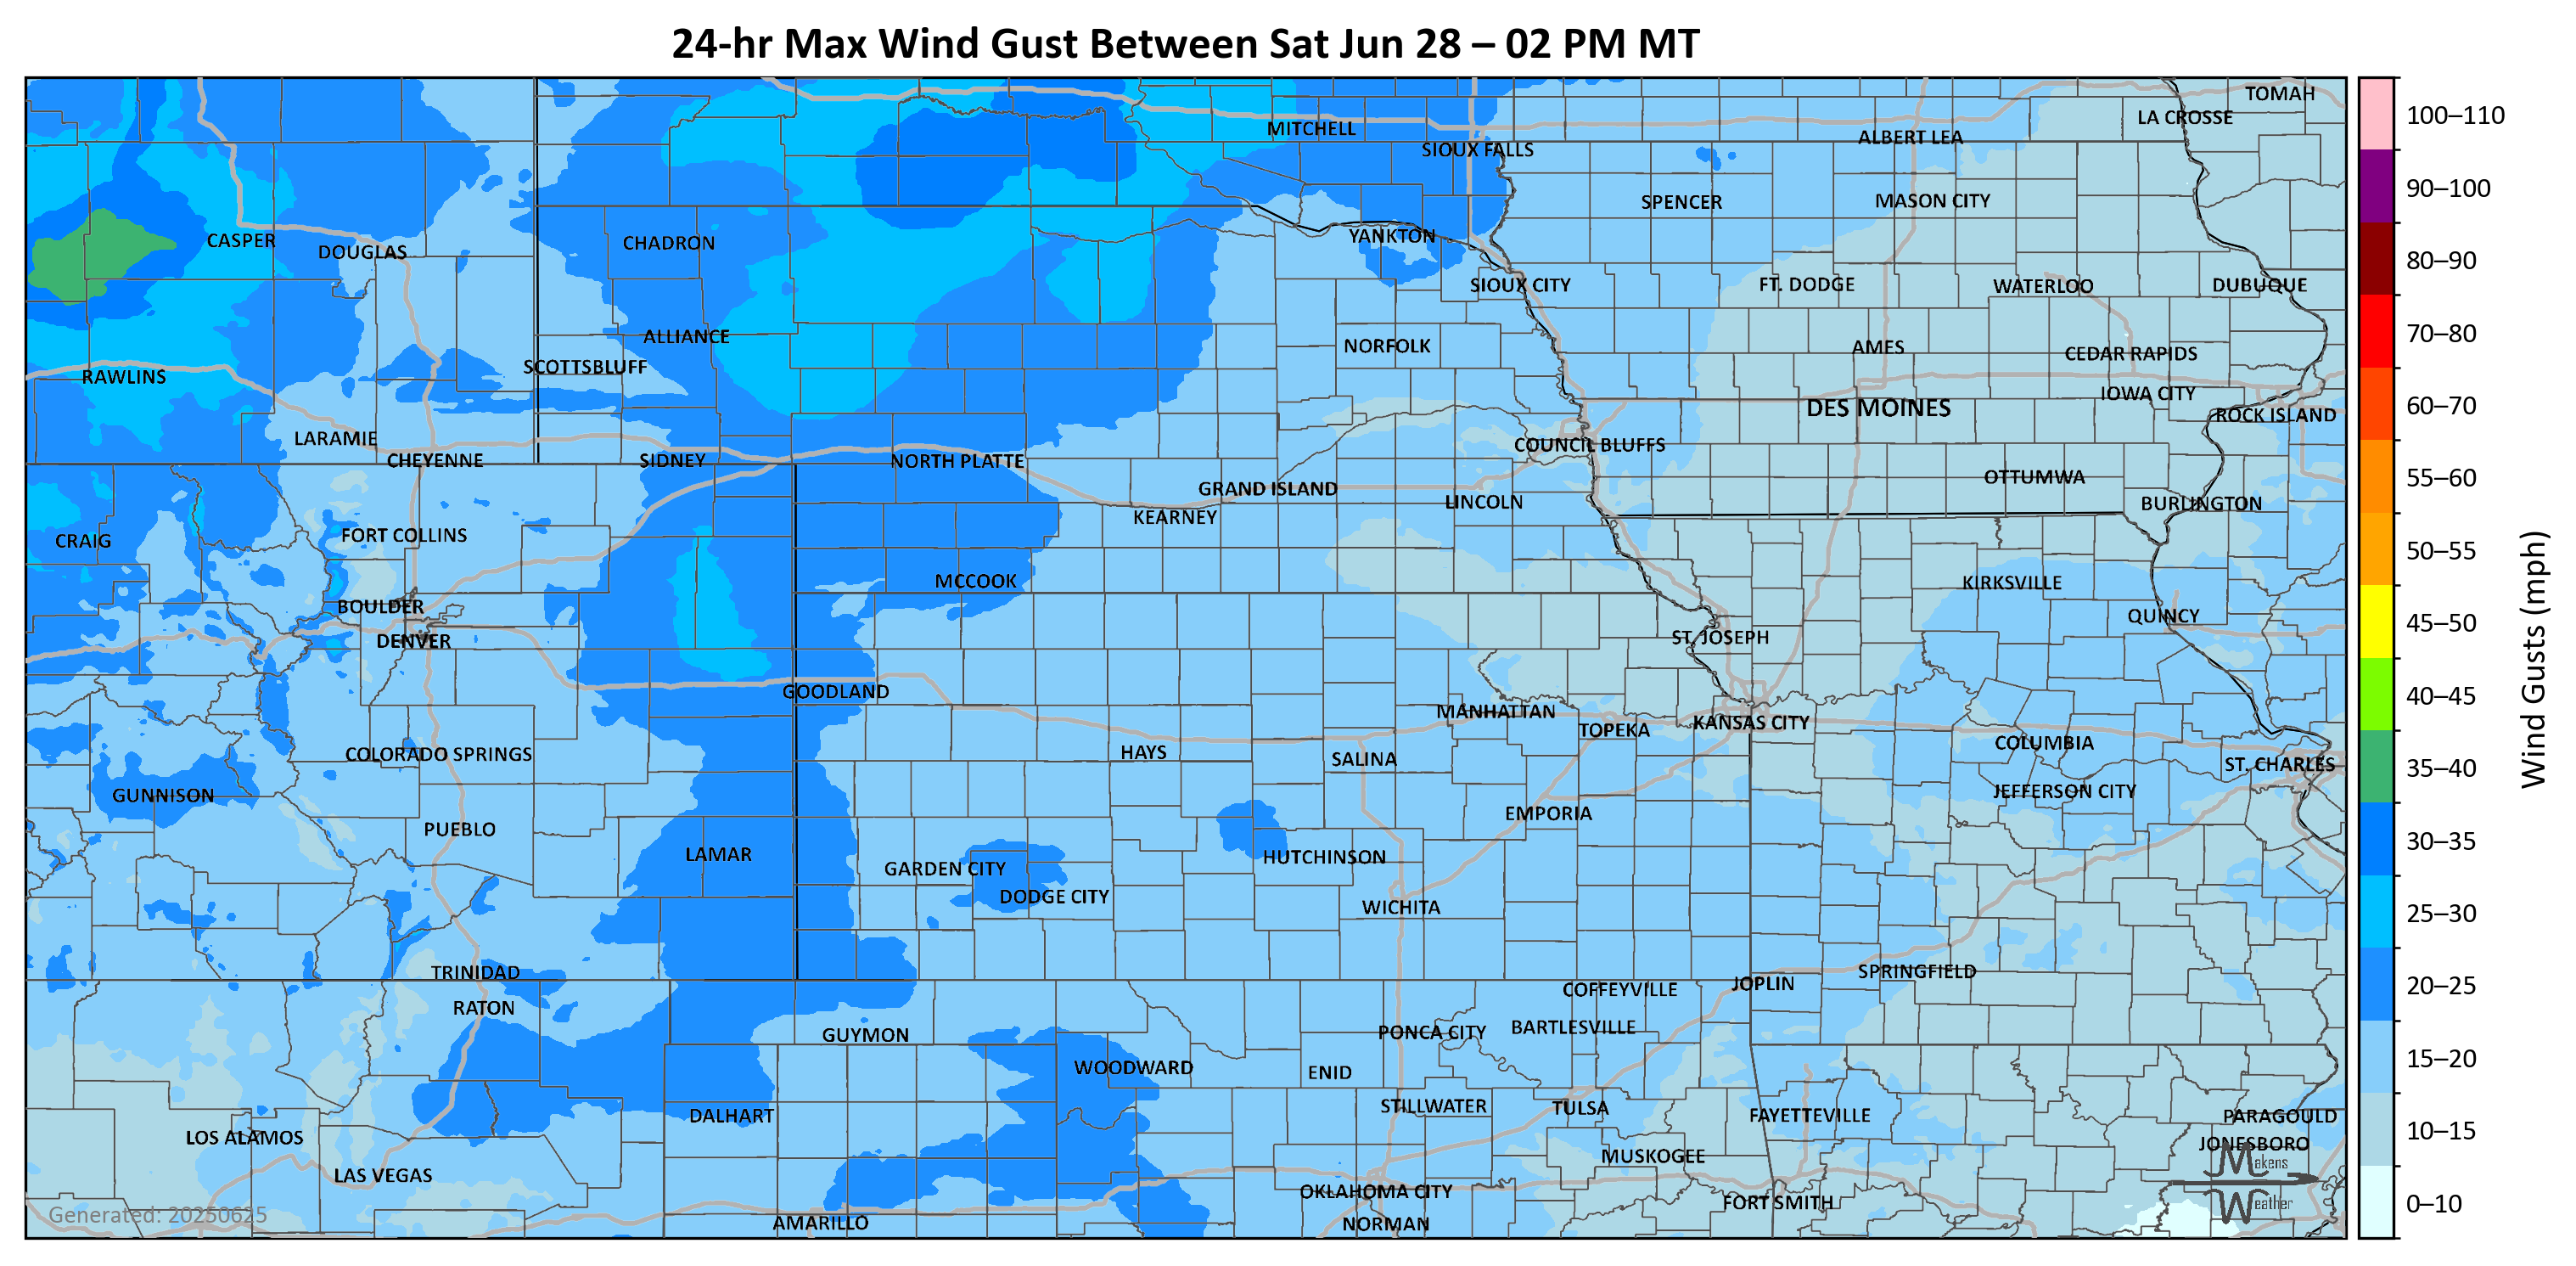 24-hr Max Wind Gust Between Sat Jun 28 – 02 PM MT
TOMAH
LA CROSSE
MITCHELL
ALBERT LEA
SIOUX FALLS
SPENCER
MASON CITY
CASPER
DOUGLAS
CHADRON
YANKTON
SIOUX CITY
FT. DODGE
WATERLOO
DUBUQUE
ALLIANCE
NORFOLK
AMES
CEDAR RAPIDS
SCOTTSBLUFF
RAWLINS
IOWA CITY
DES MOINES
ROCK ISLAND
LARAMIE
COUNCIL BLUFFS
CHEYENNE
SIDNEY
NORTH PLATTE
OTTUMWA
GRAND ISLAND
LINCOLN
BURLINGTON
KEARNEY
FORT COLLINS
CRAIG
MCCOOK
KIRKSVILLE
BOULDER
QUINCY
DENVER
ST. JOSEPH
GOODLAND
MANHATTAN
KANSAS CITY
TOPEKA
COLUMBIA
COLORADO SPRINGS
HAYS
SALINA
ST. CHARLES
GUNNISON
JEFFERSON CITY
EMPORIA
PUEBLO
LAMAR
HUTCHINSON
GARDEN CITY
DODGE CITY
WICHITA
TRINIDAD
SPRINGFIELD
JOPLIN
COFFEYVILLE
RATON
GUYMON
PONCA CITY
BARTLESVILLE
WOODWARD
ENID
STILLWATER
TULSA
DALHART
FAYETTEVILLE
PARAGOULD
LOS ALAMOS
JONESBORO
MUSKOGEE
LAS VEGAS
OKLAHOMA CITY
FORT SMITH
AMARILLO
NORMAN
Generated: 20250625
Makens
Weather
100–110
90–100
80–90
70–80
60–70
55–60
50–55
45–50
40–45
35–40
30–35
25–30
20–25
15–20
10–15
0–10
Wind Gusts (mph)